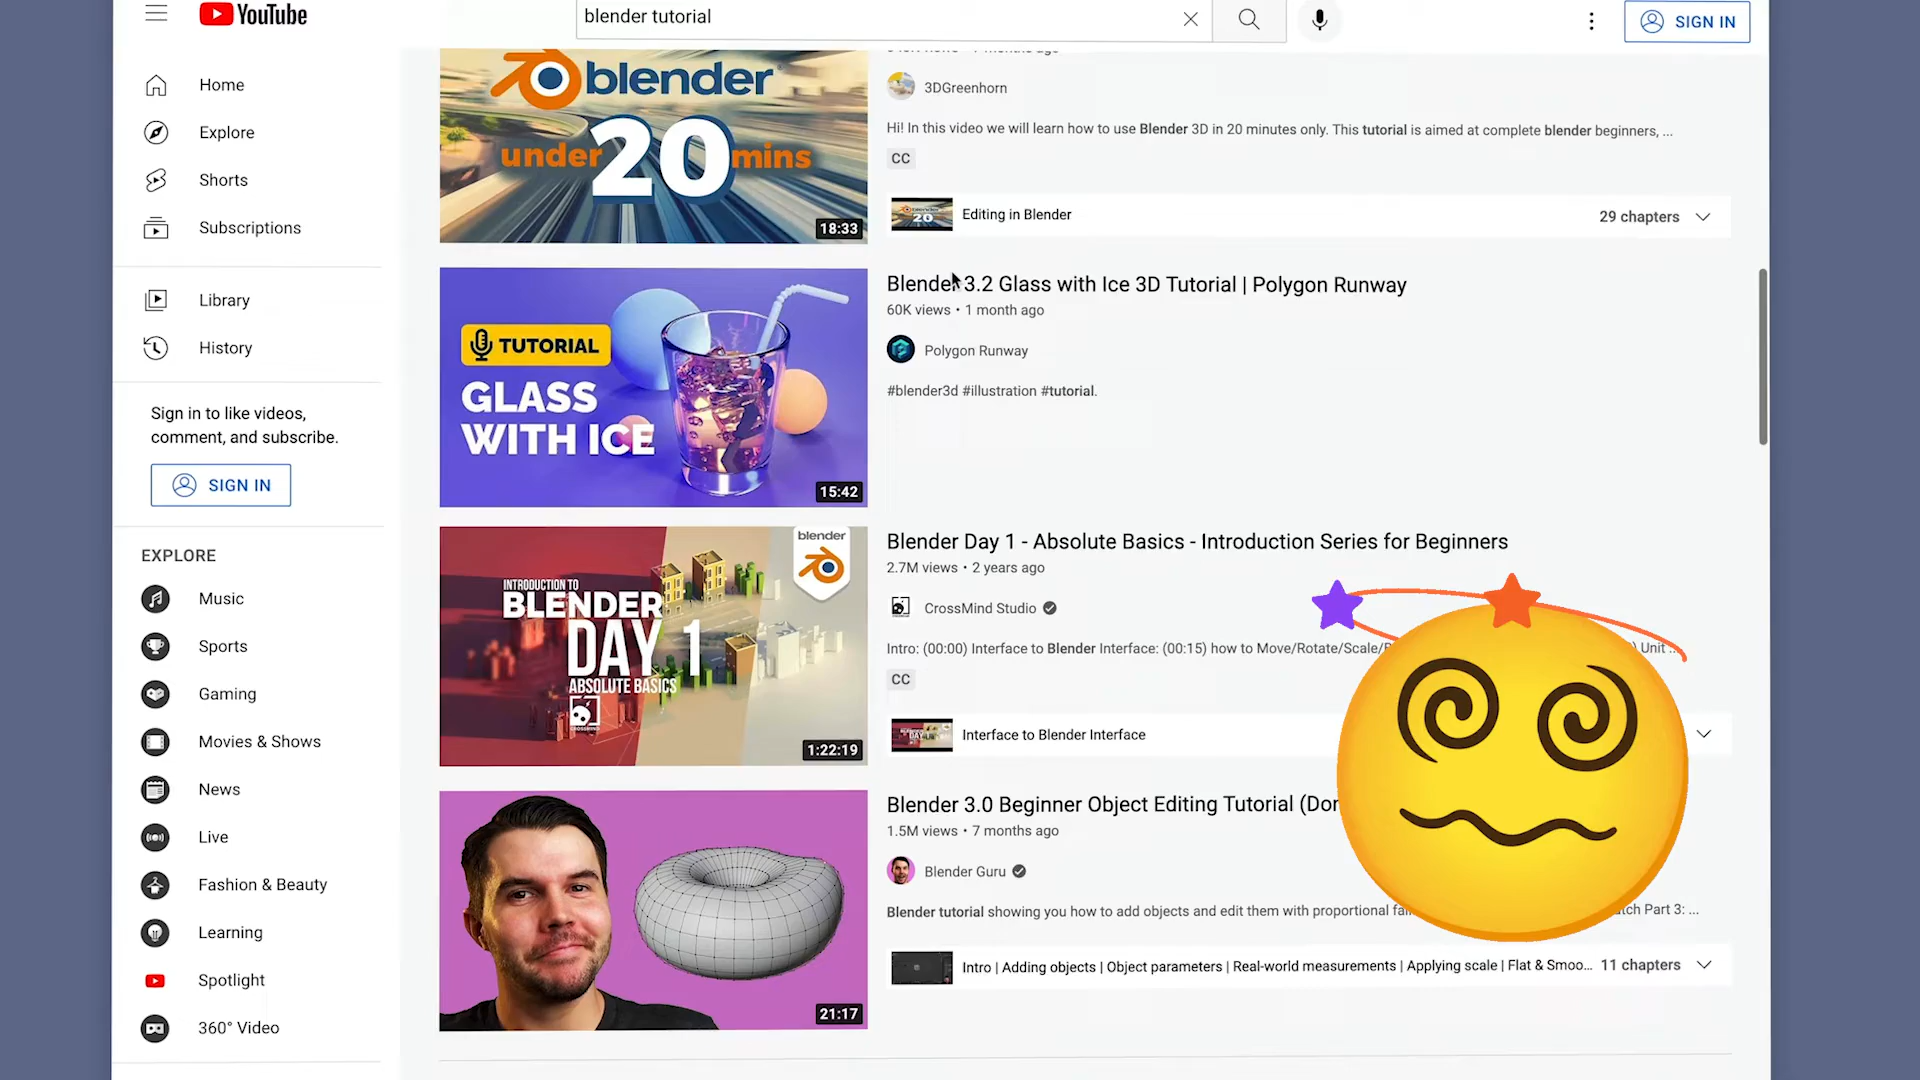 YouTube
blender tutorial
SIGN IN
Home
Explore
Shorts
Subscriptions
Library
History
Sign in to like videos,
comment, and subscribe.
SIGN IN
EXPLORE
Music
Sports
Gaming
Movies & Shows
News
Live
Fashion & Beauty
Learning
Spotlight
360° Video
blender
under 20 mins
18:33
3DGreenhorn
Hi! In this video we will learn how to use Blender 3D in 20 minutes only. This tutorial is aimed at complete blender beginners, ...
CC
Editing in Blender
29 chapters
TUTORIAL
GLASS
WITH ICE
15:42
Blender 3.2 Glass with Ice 3D Tutorial | Polygon Runway
60K views • 1 month ago
Polygon Runway
#blender3d #illustration #tutorial.
blender
INTRODUCTION TO
BLENDER
DAY 1
ABSOLUTE BASICS
CROSSMIND
1:22:19
Blender Day 1 - Absolute Basics - Introduction Series for Beginners
2.7M views • 2 years ago
CrossMind Studio
Intro: (00:00) Interface to Blender Interface: (00:15) how to Move/Rotate/Scale/ Unit ...
CC
Interface to Blender Interface
21:17
Blender 3.0 Beginner Object Editing Tutorial (Don
1.5M views • 7 months ago
Blender Guru
Blender tutorial showing you how to add objects and edit them with proportional Part 3: ...
Intro | Adding objects | Object parameters | Real-world measurements | Applying scale | Flat & Smoo...
11 chapters